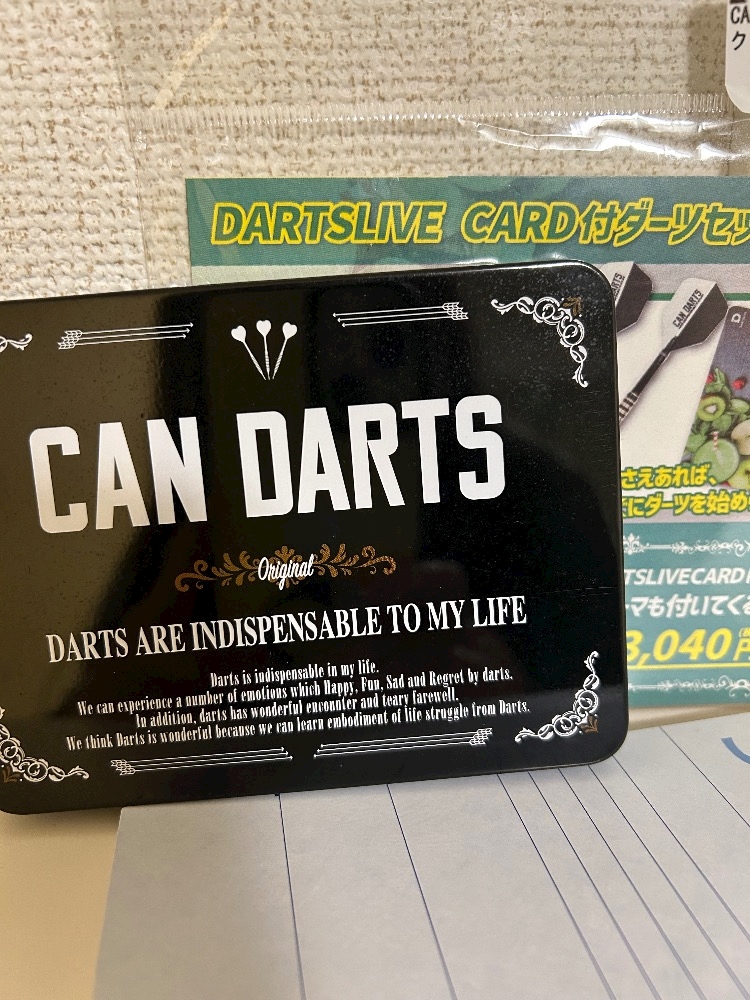 CA
ク
DARTSLIVE CARD付ダーツセッ
CAN DARTS
CAN DARTS
Original
DARTS ARE INDISPENSABLE TO MY LIFE
Darts is indispensable in my life.
We can experience a number of emotious which Happy, Fun, Sad and Regret by darts.
In addition, darts has wonderful encounter and teary farewell.
We think Darts is wonderful because we can learn embodiment of life struggle from Darts.
さえあれば、
にダーツを始め
TSLIVECARD
マも付いてくる
3,040円